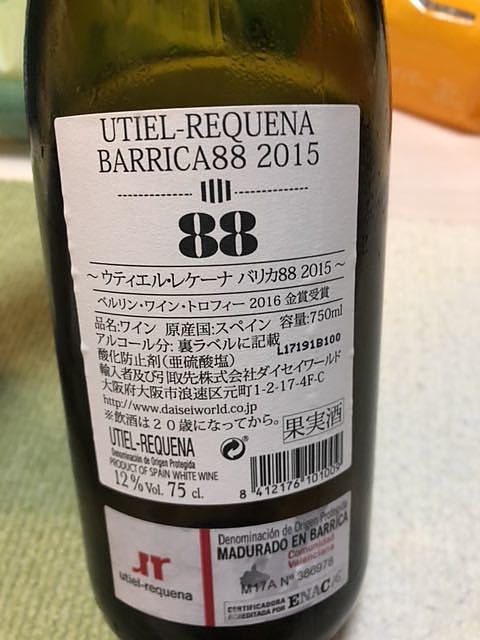 UTIEL-REQUENA
BARRICA88 2015
88
～ウティエル・レケーナ バリカ88 2015～
ベルリン・ワイン・トロフィー 2016 金賞受賞
品名:ワイン 原産国:スペイン 容量:750ml
アルコール分: 裏ラベルに記載
L17191B100
酸化防止剤(亜硫酸塩)
輸入者及び引取先株式会社ダイセイワールド
大阪府大阪市浪速区元町1-2-17-4F-C
http://www.daiseiworld.co.jp
※飲酒は２０歳になってから。
果実酒
UTIEL-REQUENA
Denominación de Origen Protegida
PRODUCT OF SPAIN WHITE WINE
12% Vol. 75 cl.
8 412176 101009
utiel-requena
Denominación de Origen Protegida
MADURADO EN BARRICA
Comunidad
Valenciana
M17A Nº 386978
CERTIFICADORA
ACREDITADA POR
ENAC